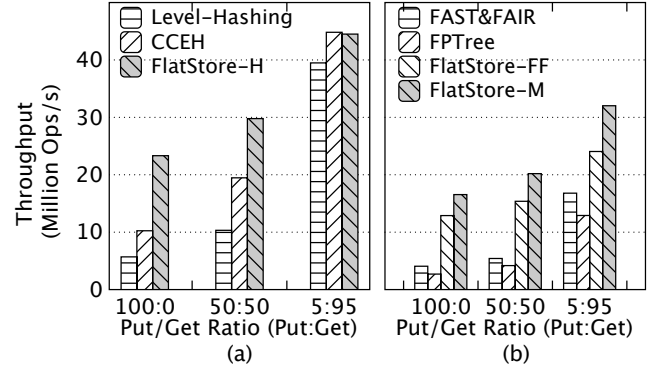 Throughput
(Million Ops/s)
40
30
20
10
0
Level-Hashing
CCEH
FlatStore-H
100:0 50:50 5:95
Put/Get Ratio (Put:Get)
(a)
FAST&FAIR
FPTree
FlatStore-FF
FlatStore-M
100:0 50:50 5:95
Put/Get Ratio (Put:Get)
(b)